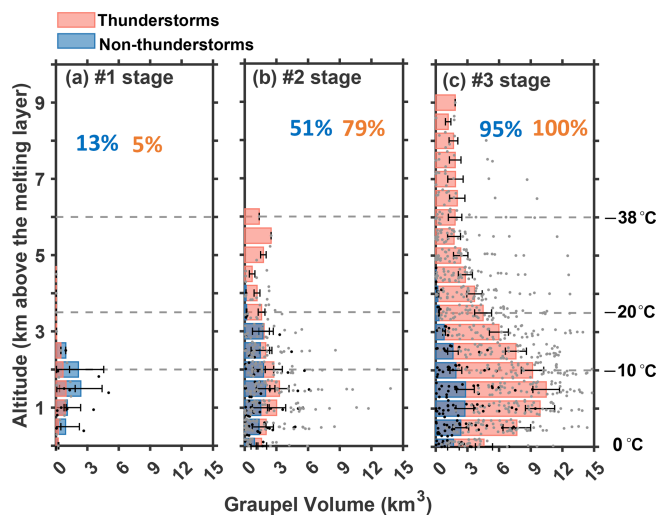 Thunderstorms
Non-thunderstorms
(a) #1 stage
(b) #2 stage
(c) #3 stage
13% 5%
51% 79%
95% 100%
Altitude (km above the melting layer)
9
7
5
3
1
−38 °C
−20 °C
−10 °C
0 °C
0 3 6 9 12 15
0 3 6 9 12 15
0 3 6 9 12 15
Graupel Volume (km³)